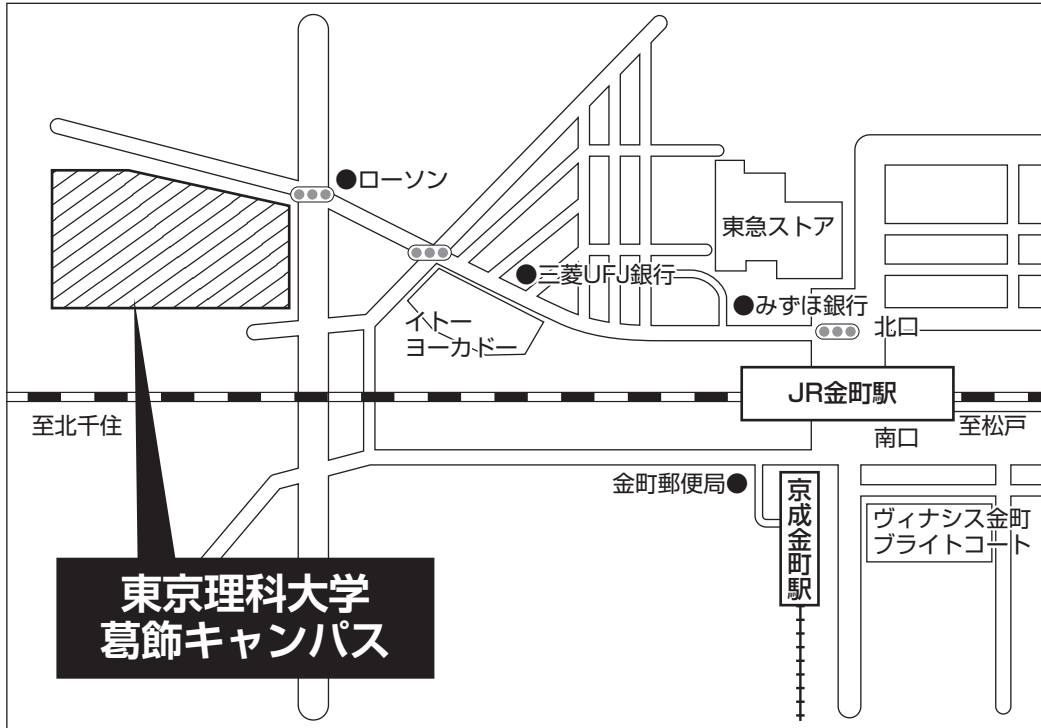 ローソン
東急ストア
三菱UFJ銀行
みずほ銀行
北口
イトー
ヨーカドー
JR金町駅
至北千住
南口
至松戸
金町郵便局
京成金町駅
ヴィナシス金町
ブライトコート
東京理科大学
葛飾キャンパス